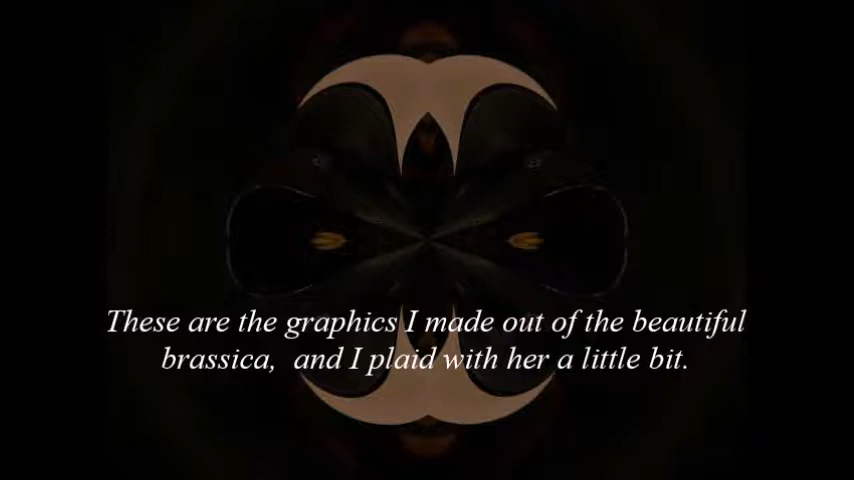 These are the graphics I made out of the beautiful
brassica,  and I plaid with her a little bit.